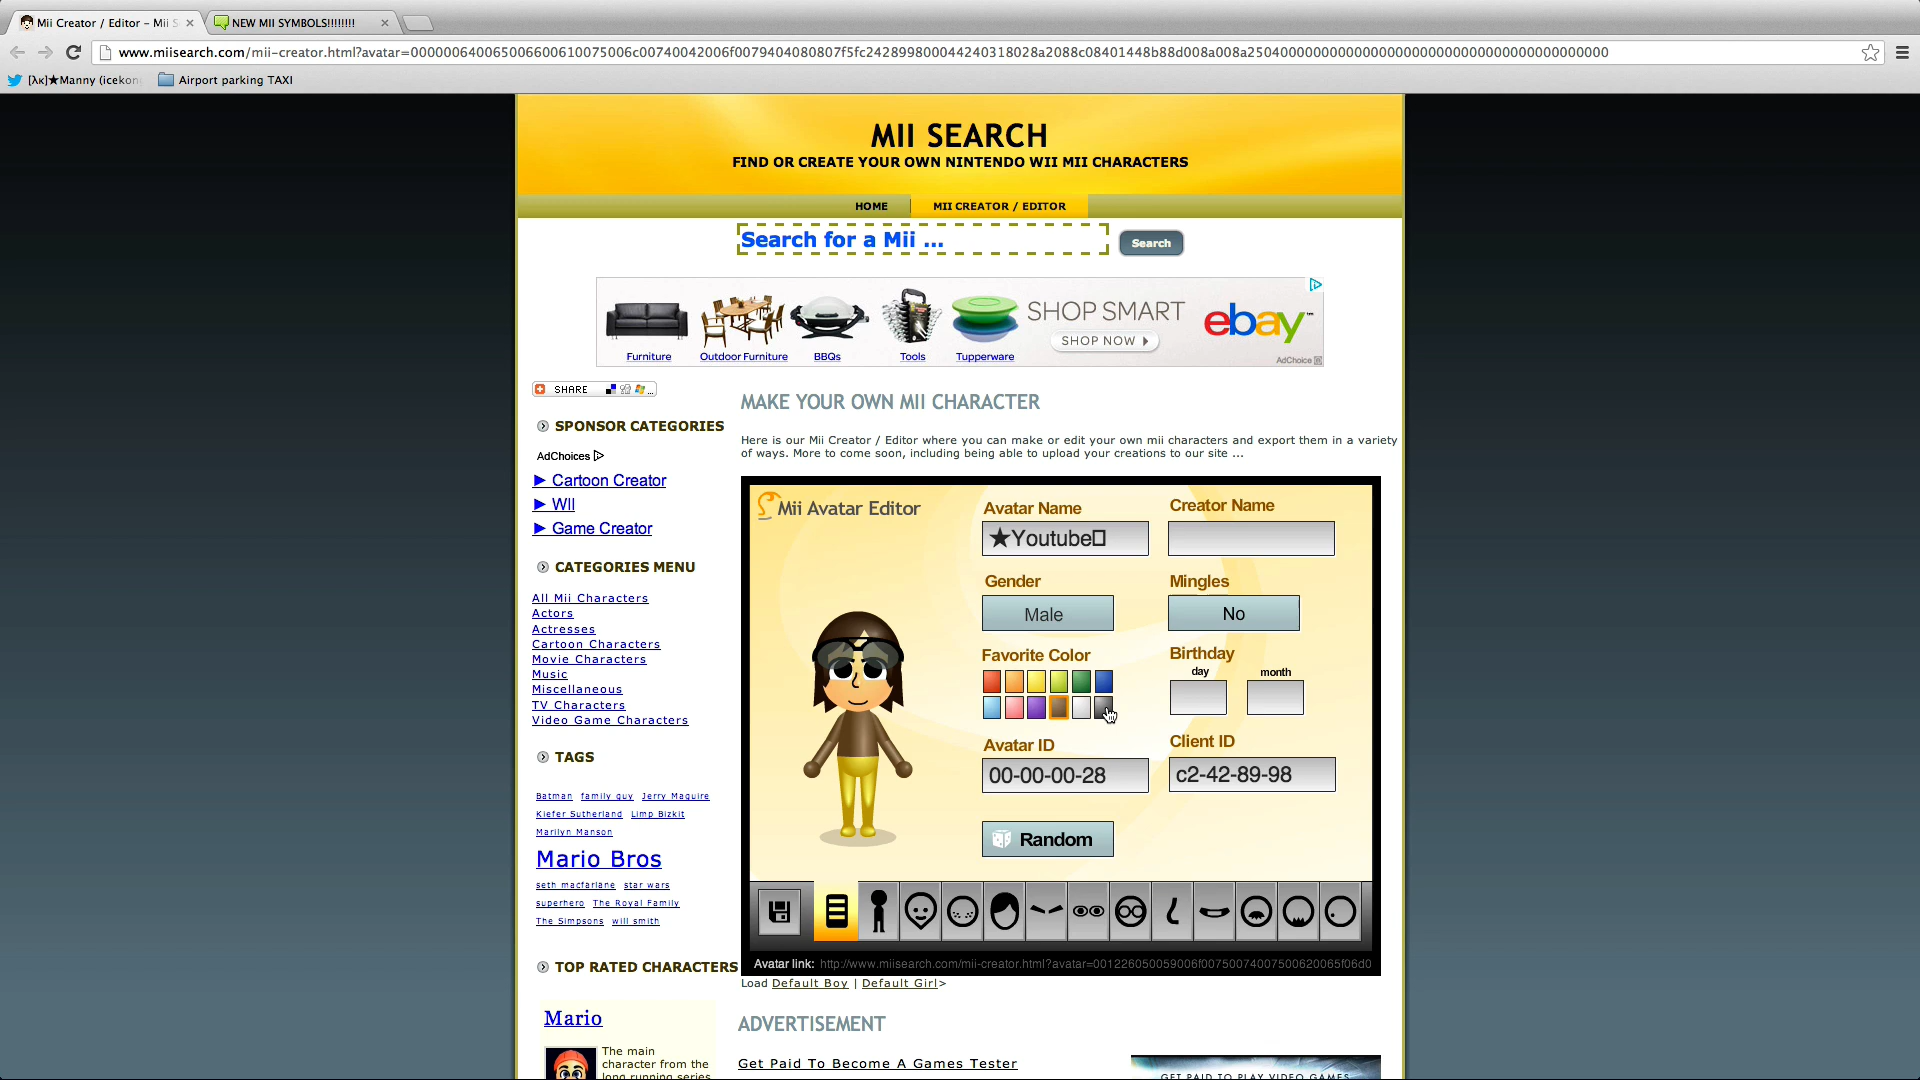 Mii Creator / Editor – Mii S
NEW MII SYMBOLS!!!!!!!!
www.miisearch.com/mii-creator.html?avatar=
[λκ]★Manny (icekon
Airport parking TAXI
MII SEARCH
FIND OR CREATE YOUR OWN NINTENDO WII MII CHARACTERS
HOME
MII CREATOR / EDITOR
Search for a Mii ...
Search
Furniture
Outdoor Furniture
BBQs
Tools
Tupperware
SHOP SMART
SHOP NOW
ebay™
AdChoice
SHARE
...
SPONSOR CATEGORIES
AdChoices
► Cartoon Creator
► WII
► Game Creator
CATEGORIES MENU
All Mii Characters
Actors
Actresses
Cartoon Characters
Movie Characters
Music
Miscellaneous
TV Characters
Video Game Characters
TAGS
Batman family guy Jerry Maguire
Kiefer Sutherland Limp Bizkit
Marilyn Manson
Mario Bros
seth macfarlane star wars
superhero The Royal Family
The Simpsons will smith
TOP RATED CHARACTERS
Mario
The main
character from the
long running series
MAKE YOUR OWN MII CHARACTER
Here is our Mii Creator / Editor where you can make or edit your own mii characters and export them in a variety
of ways. More to come soon, including being able to upload your creations to our site ...
Mii Avatar Editor
Avatar Name
★Youtube□
Creator Name
Gender
Male
Mingles
No
Favorite Color
Birthday
day
month
Avatar ID
00-00-00-28
Client ID
c2-42-89-98
Random
Avatar link: http://www.miisearch.com/mii-creator.html?avatar=001226050059006f00750074007500620065f06d0
Load Default Boy | Default Girl>
ADVERTISEMENT
Get Paid To Become A Games Tester
GET PAID TO PLAY VIDEO GAMES